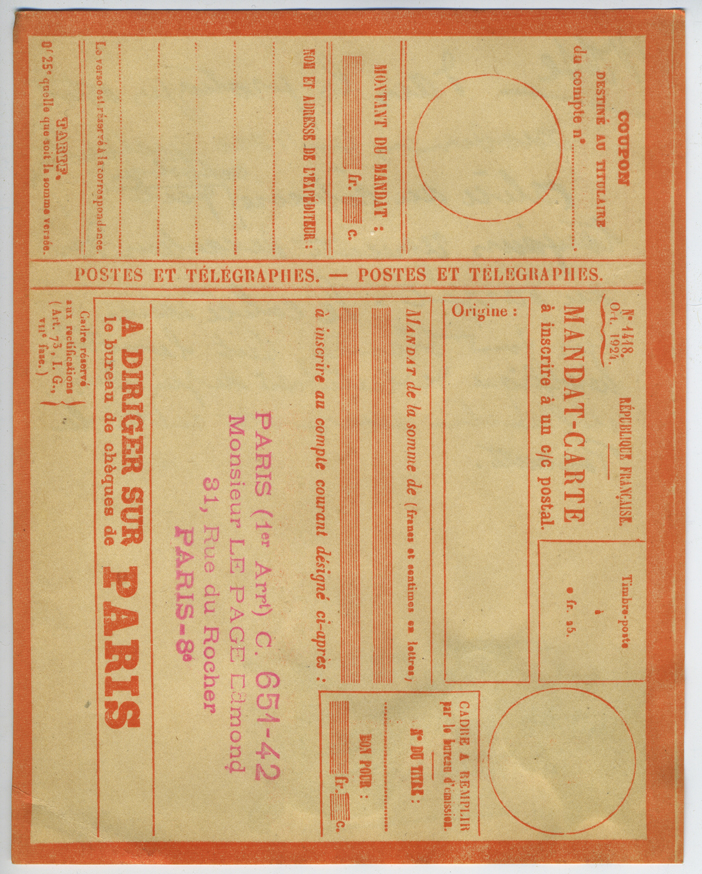 COUPON
DESTINÉ AU TITULAIRE
du compte n°
MONTANT DU MANDAT :
fr. c.
NOM ET ADRESSE DE L'EXPÉDITEUR :
Le verso est réservé à la correspondance.
TARIF.
0f 25c quelle que soit la somme versée.
POSTES ET TÉLÉGRAPHES. — POSTES ET TÉLÉGRAPHES.
N° 1418.
Oct. 1924.
RÉPUBLIQUE FRANÇAISE.
MANDAT-CARTE
à inscrire à un c/c postal.
Timbre-poste
à
0 fr. 25.
Origine :
MANDAT de la somme de (francs et centimes en lettres)
à inscrire au compte courant désigné ci-après :
CADRE À REMPLIR
par le bureau d'émission.
N° DU TITRE :
BON POUR :
fr. c.
PARIS (1er Arrt) C. 651-42
Monsieur LE PAGE Edmond
31, Rue du Rocher
PARIS-8e
A DIRIGER SUR
le bureau de chèques de PARIS
Cadre réservé
aux rectifications
(Art. 73, I. G.,
VIIe fasc.)